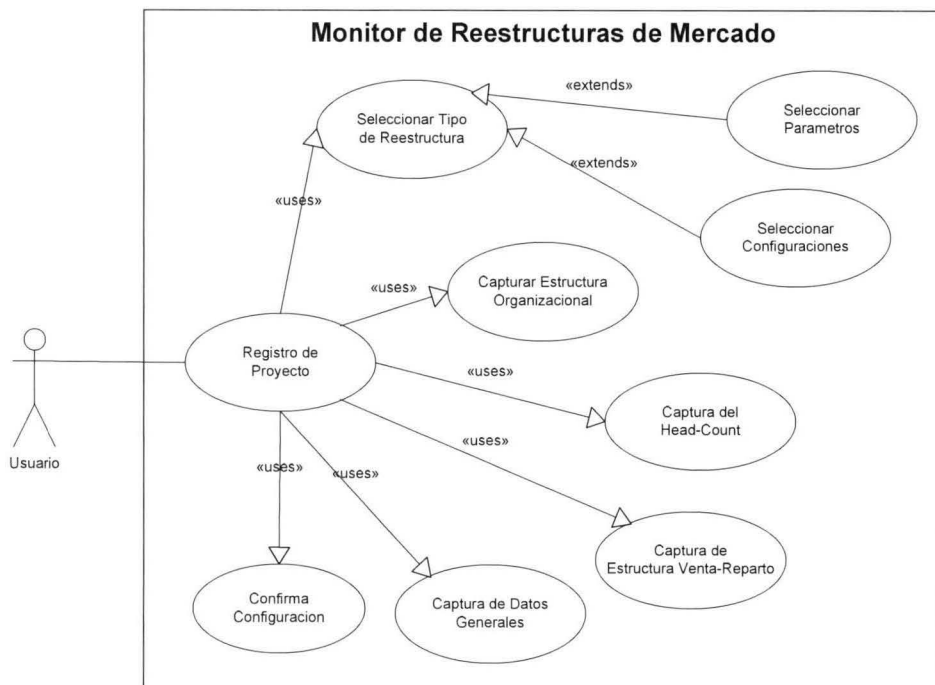 Monitor de Reestructuras de Mercado
«extends»
Seleccionar Tipo
de Reestructura
Seleccionar
Parametros
«extends»
«uses»
Seleccionar
Configuraciones
«uses»
Capturar Estructura
Organizacional
Registro de
Proyecto
«uses»
Captura del
Head-Count
Usuario
«uses»
«uses»
«uses»
Captura de
Estructura Venta-Reparto
Confirma
Configuracion
Captura de Datos
Generales